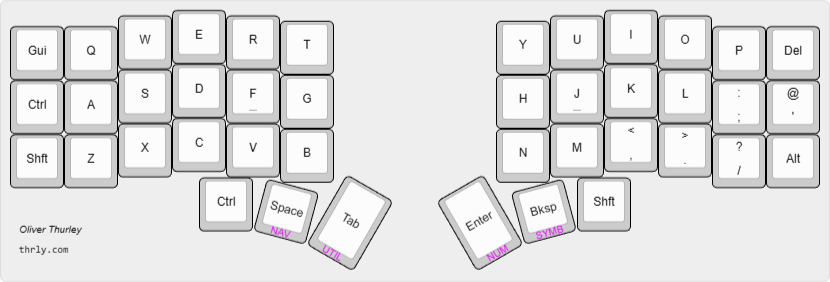 Gui Q W E R T Y U I O P Del
Ctrl A S D F G H J K L : ; @ '
Shft Z X C V B N M < , > . ? / Alt
Ctrl Space Tab Enter Bksp Shft
NAV UTIL NUM SYMB
Oliver Thurley
thrly.com